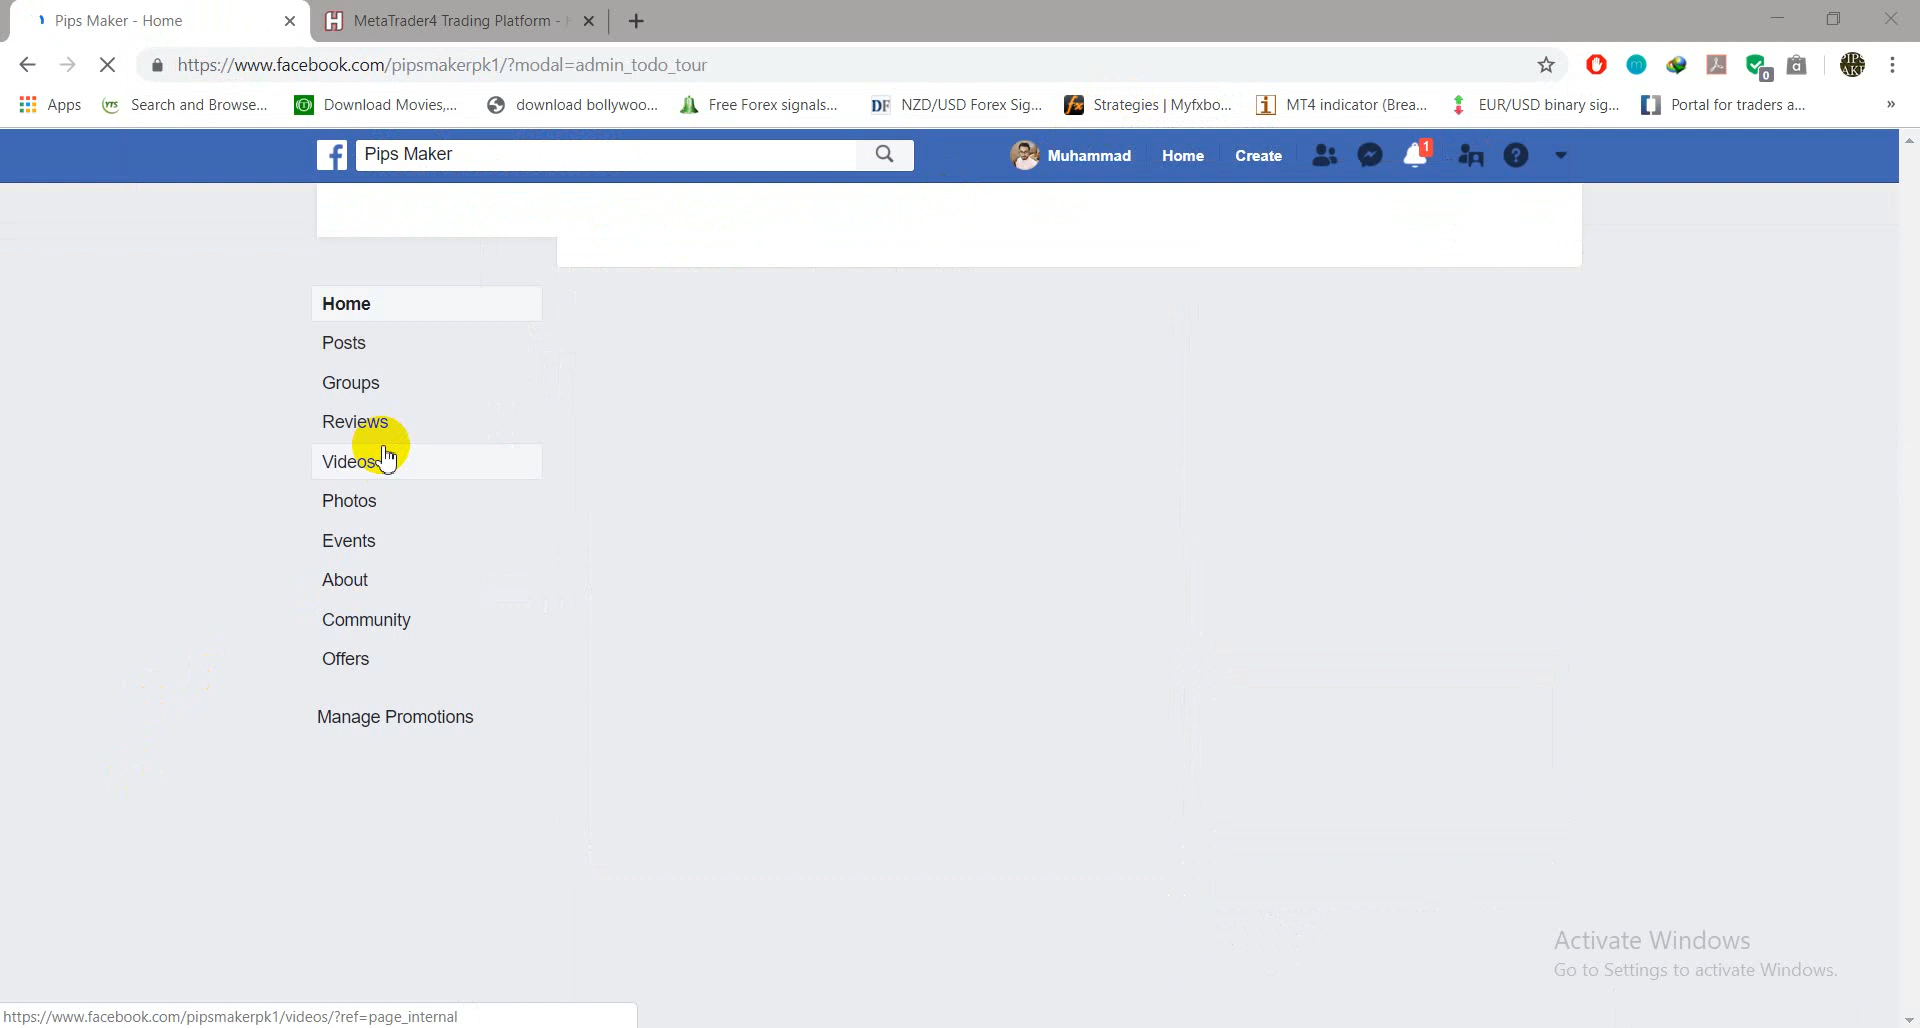 Pips Maker - Home
MetaTrader4 Trading Platform -
https://www.facebook.com/pipsmakerpk1/?modal=admin_todo_tour
Apps
Search and Browse...
Download Movies,...
download bollywoo...
Free Forex signals...
NZD/USD Forex Sig...
Strategies | Myfxbo...
MT4 indicator (Brea...
EUR/USD binary sig...
Portal for traders a...
»
Pips Maker
Muhammad
Home
Create
1
Home
Posts
Groups
Reviews
Videos
Photos
Events
About
Community
Offers
Manage Promotions
Activate Windows
Go to Settings to activate Windows.
https://www.facebook.com/pipsmakerpk1/videos/?ref=page_internal